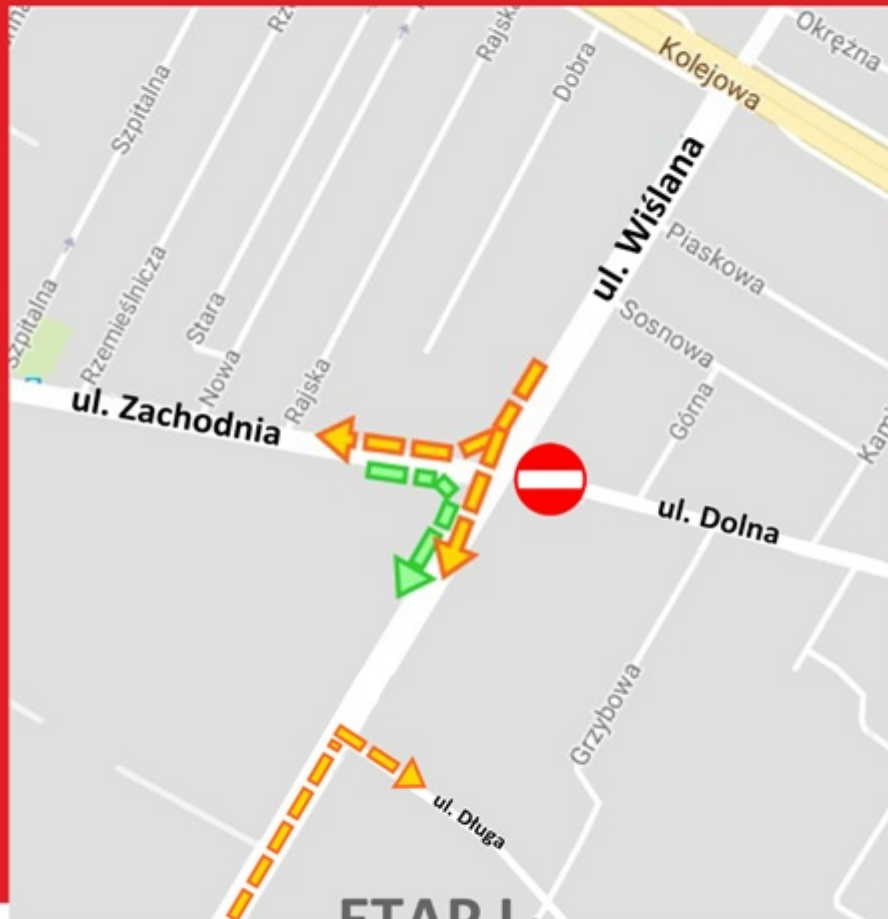 Okrężna
Kolejowa
Rajska
Dobra
Szpitalna
ul. Wiślana
Piaskowa
Szpitalna
Rzemieślnicza
Stara
Sosnowa
Nowa
Rajska
Górna
ul. Zachodnia
ul. Dolna
Grzybowa
ul. Długa
ETAP I.